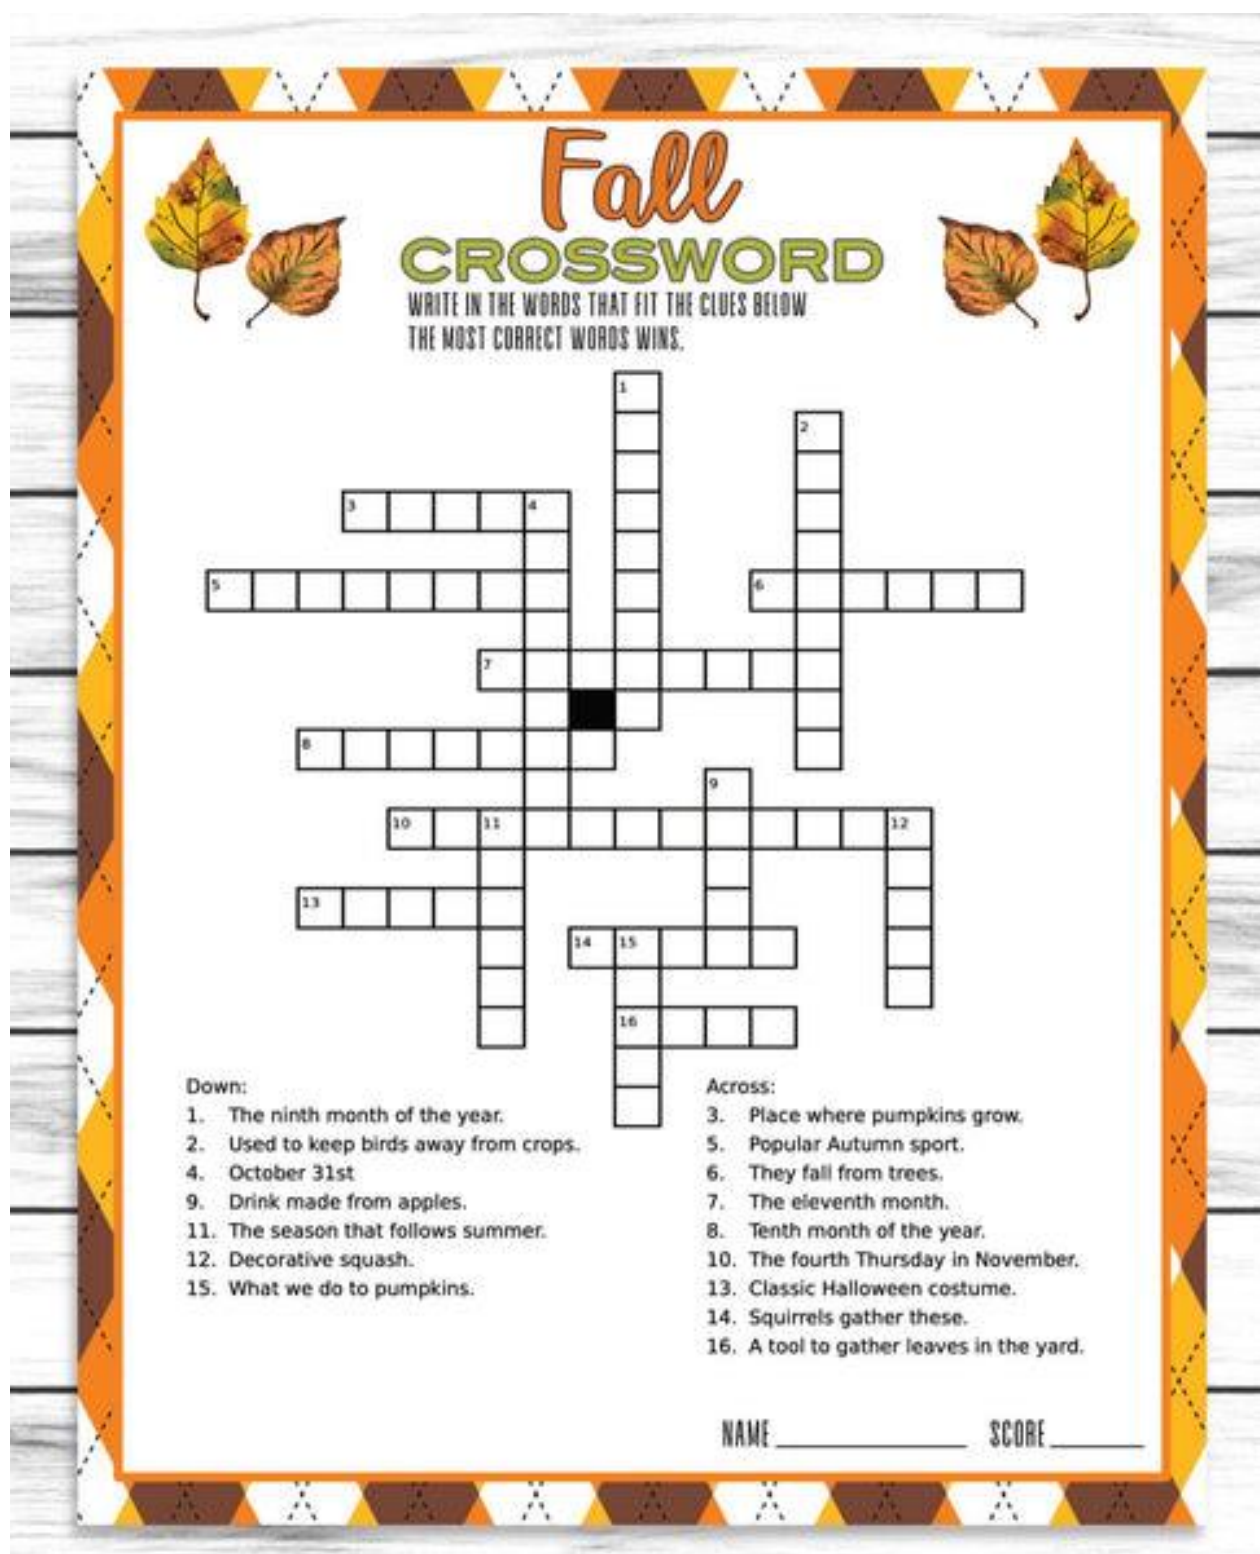 Fall
CROSSWORD
WRITE IN THE WORDS THAT FIT THE CLUES BELOW
THE MOST CORRECT WORDS WINS.
1
2
3 4
5 6
7
8
9
10 11 12
13
14 15
16
Down:
1. The ninth month of the year.
2. Used to keep birds away from crops.
4. October 31st
9. Drink made from apples.
11. The season that follows summer.
12. Decorative squash.
15. What we do to pumpkins.
Across:
3. Place where pumpkins grow.
5. Popular Autumn sport.
6. They fall from trees.
7. The eleventh month.
8. Tenth month of the year.
10. The fourth Thursday in November.
13. Classic Halloween costume.
14. Squirrels gather these.
16. A tool to gather leaves in the yard.
NAME SCORE